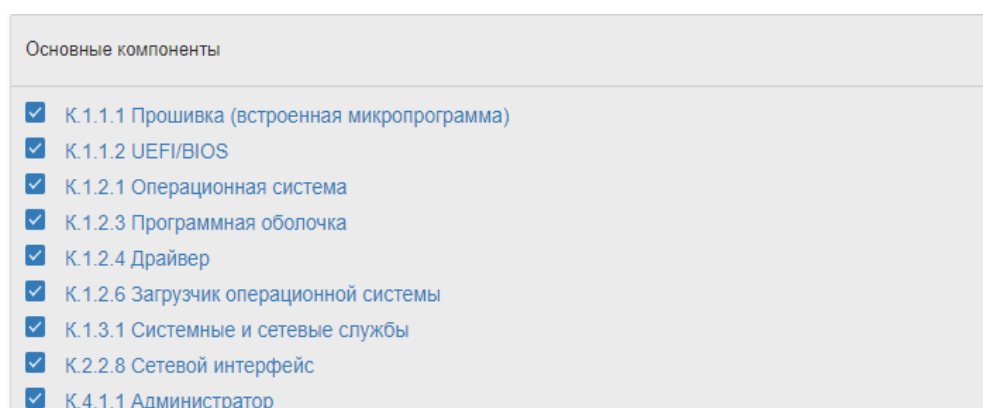 Основные компоненты
К.1.1.1 Прошивка (встроенная микропрограмма)
К.1.1.2 UEFI/BIOS
К.1.2.1 Операционная система
К.1.2.3 Программная оболочка
К.1.2.4 Драйвер
К.1.2.6 Загрузчик операционной системы
К.1.3.1 Системные и сетевые службы
К.2.2.8 Сетевой интерфейс
К.4.1.1 Администратор